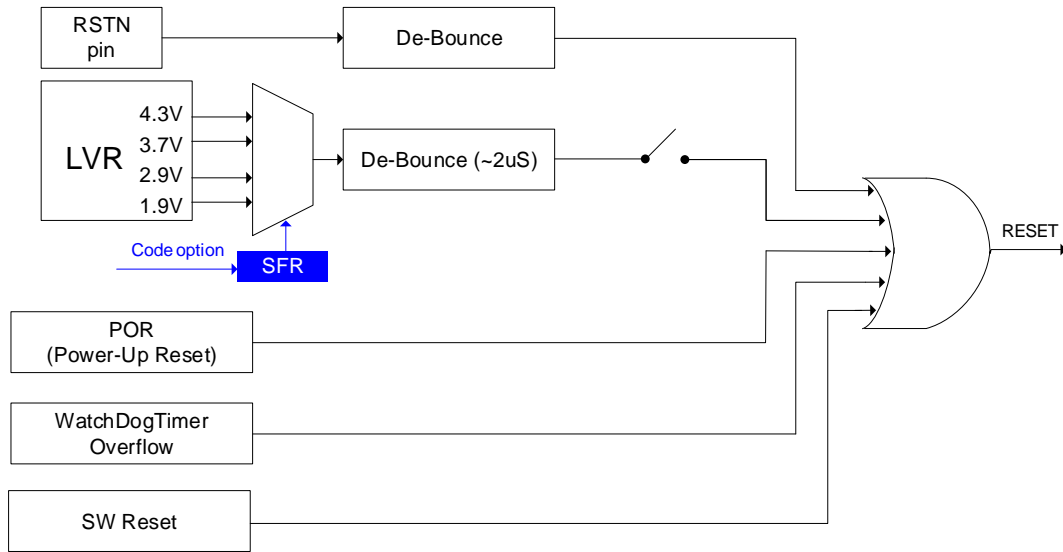 RSTN
pin
De-Bounce
LVR
4.3V
3.7V
2.9V
1.9V
De-Bounce (~2uS)
Code option
SFR
RESET
POR
(Power-Up Reset)
WatchDogTimer
Overflow
SW Reset